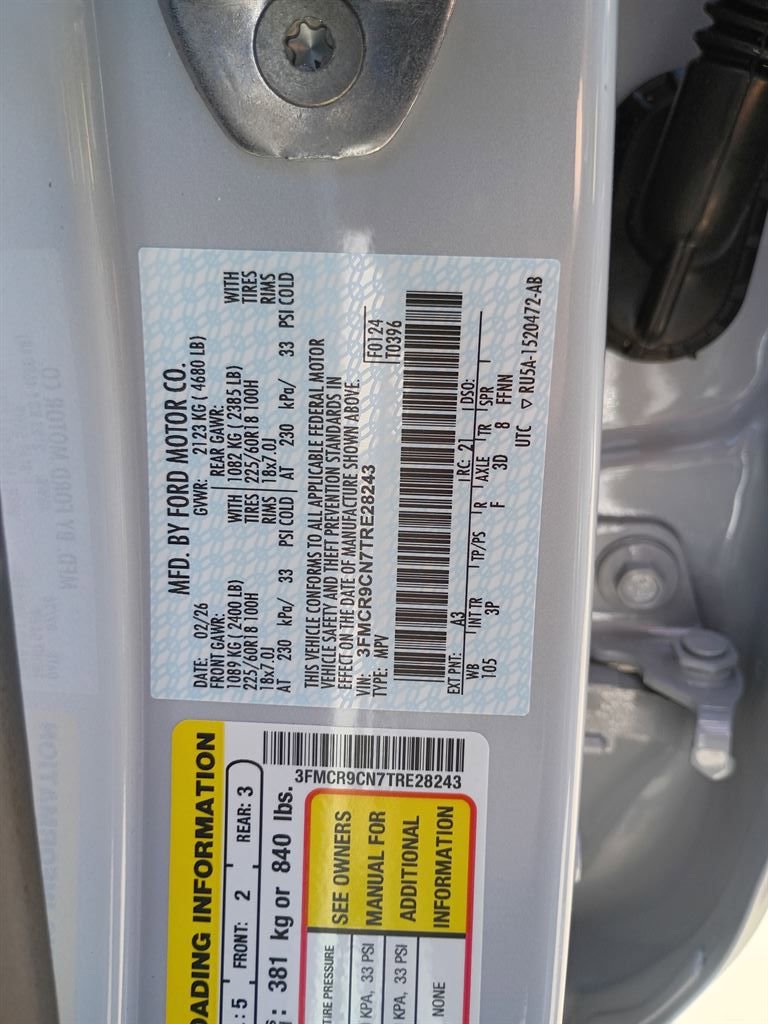 MFD. BY FORD MOTOR CO.
DATE: 02/26 GVWR: 2123 KG ( 4680 LB)
FRONT GAWR: REAR GAWR:
1089 KG ( 2400 LB) WITH 1082 KG ( 2385 LB) WITH
225/60R18 100H TIRES 225/60R18 100H TIRES
18x7.0J RIMS 18x7.0J RIMS
AT 230 kPa/ 33 PSI COLD AT 230 kPa/ 33 PSI COLD
THIS VEHICLE CONFORMS TO ALL APPLICABLE FEDERAL MOTOR
VEHICLE SAFETY AND THEFT PREVENTION STANDARDS IN
EFFECT ON THE DATE OF MANUFACTURE SHOWN ABOVE.
VIN: 3FMCR9CN7TRE28243
TYPE: MPV
F0124
T0396
EXT PNT: A3 RC: 21 DSO:
WB INT TR TP/PS R AXLE TR SPR
105 3P F 3D 8 FFNN
UTC ▽ RU5A-1520472-AB
OADING INFORMATION
: 5 FRONT: 2 REAR: 3
: 381 kg or 840 lbs.
3FMCR9CN7TRE28243
TIRE PRESSURE
KPA, 33 PSI
KPA, 33 PSI
NONE
SEE OWNERS
MANUAL FOR
ADDITIONAL
INFORMATION